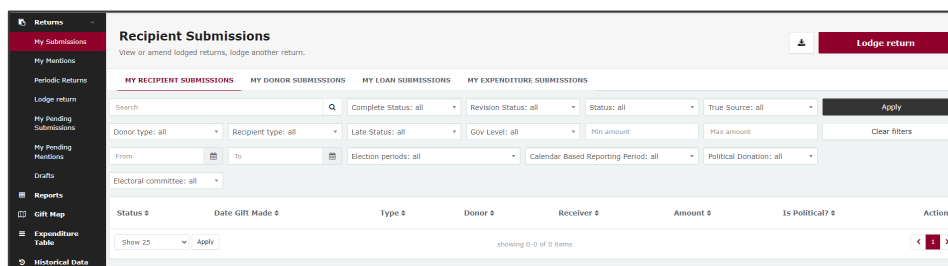 Returns
My Submissions
My Mentions
Periodic Returns
Lodge return
My Pending
Submissions
My Pending
Mentions
Drafts
Reports
Gift Map
Expenditure
Table
Historical Data
Recipient Submissions
View or amend lodged returns, lodge another return.
Lodge return
MY RECIPIENT SUBMISSIONS MY DONOR SUBMISSIONS MY LOAN SUBMISSIONS MY EXPENDITURE SUBMISSIONS
Search Complete Status: all Revision Status: all Status: all True Source: all Apply
Donor type: all Recipient type: all Late Status: all Gov Level: all Min amount Max amount Clear filters
From To Election periods: all Calendar Based Reporting Period: all Political Donation: all
Electoral committee: all
Status Date Gift Made Type Donor Receiver Amount Is Political? Action
Show 25 Apply showing 0-0 of 0 items 1